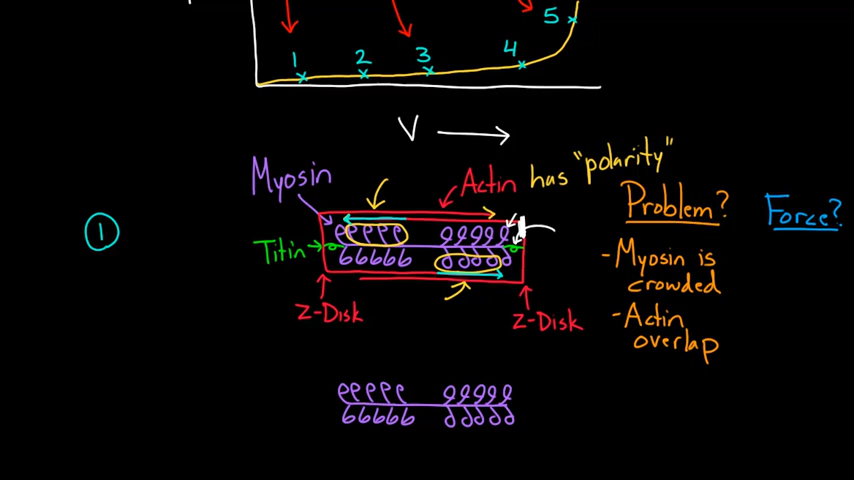 5
1 2 3 4
V
Myosin
Actin has "polarity"
Problem?
Force?
1
Titin
- Myosin is
crowded
- Actin
overlap
Z-Disk
Z-Disk